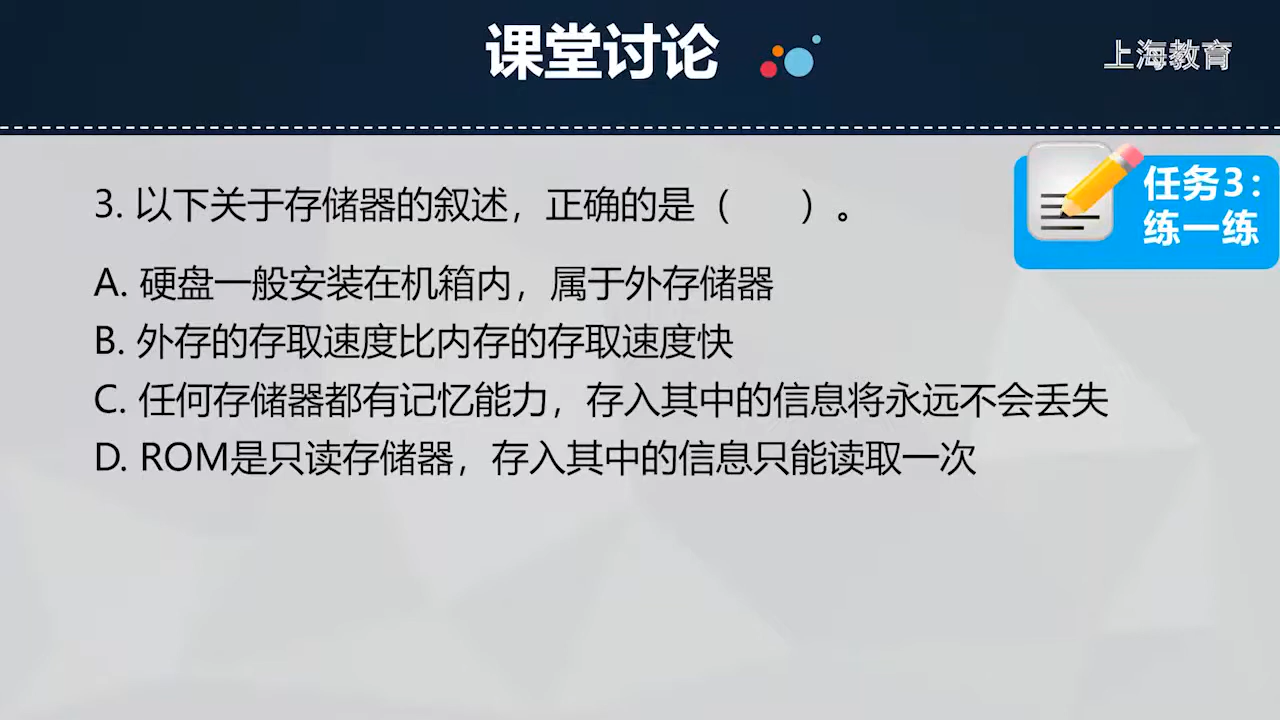 课堂讨论
上海教育
任务3：
练一练
3. 以下关于存储器的叙述，正确的是（　　）。
A. 硬盘一般安装在机箱内，属于外存储器
B. 外存的存取速度比内存的存取速度快
C. 任何存储器都有记忆能力，存入其中的信息将永远不会丢失
D. ROM是只读存储器，存入其中的信息只能读取一次